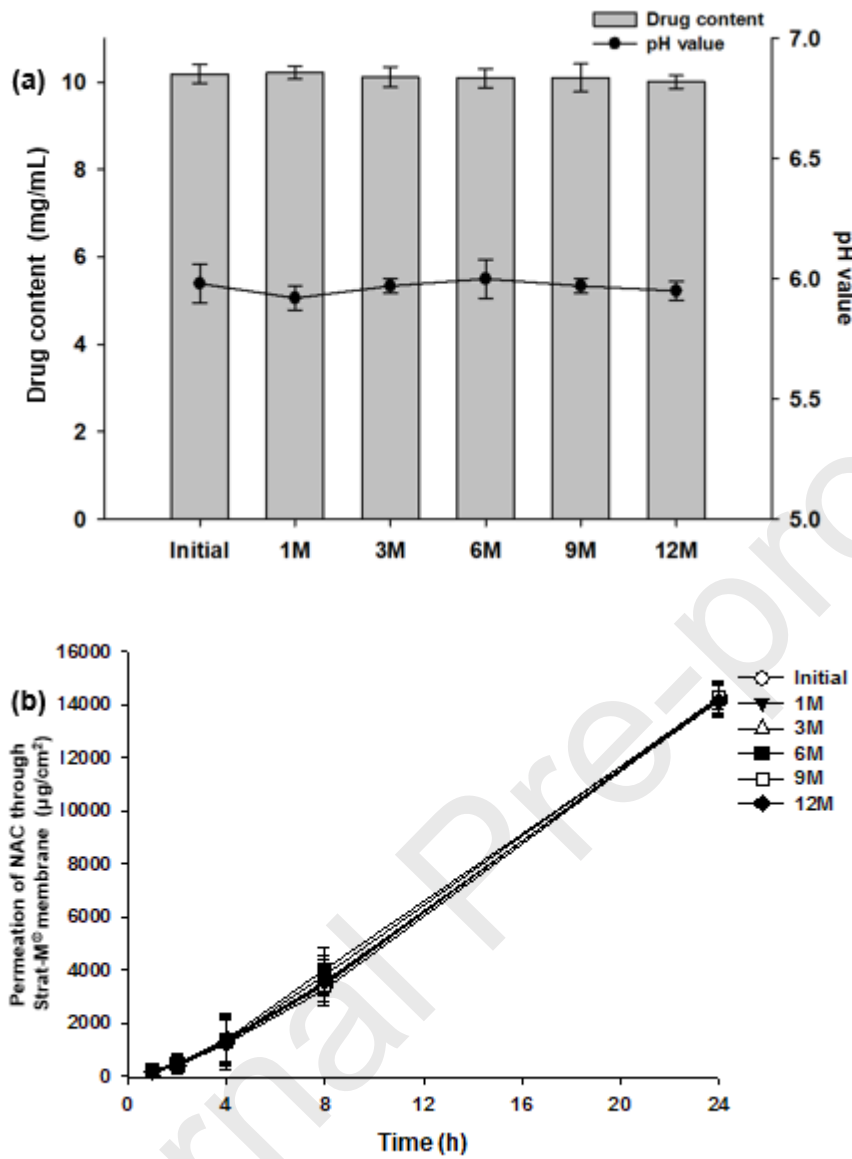 Drug content
pH value
(a)
Drug content (mg/mL)
10
8
6
4
2
0
7.0
6.5
6.0
5.5
5.0
pH value
Initial 1M 3M 6M 9M 12M
(b)
Permeation of NAC through
Strat-M® membrane (µg/cm²)
16000
14000
12000
10000
8000
6000
4000
2000
0
0 4 8 12 16 20 24
Time (h)
Initial
1M
3M
6M
9M
12M
rnal Pre-pro